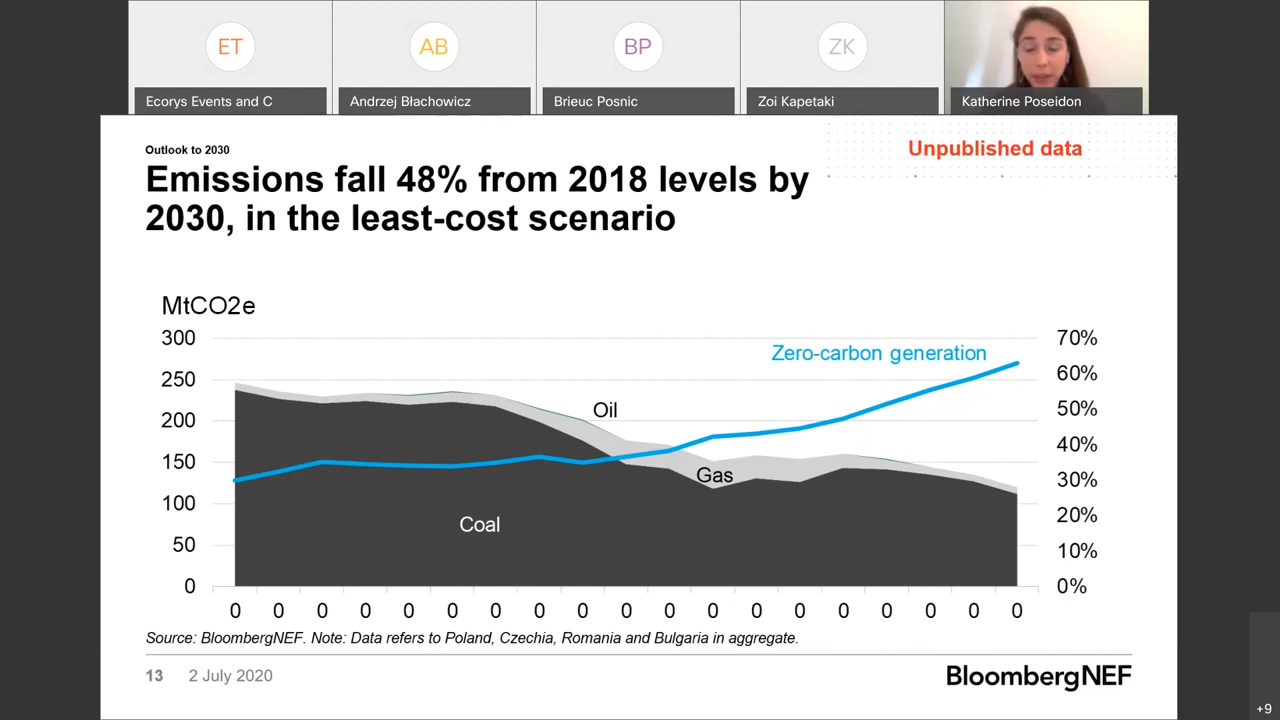 ET
AB
BP
ZK
Ecorys Events and C
Andrzej Błachowicz
Brieuc Posnic
Zoi Kapetaki
Katherine Poseidon
Outlook to 2030
Unpublished data
Emissions fall 48% from 2018 levels by
2030, in the least-cost scenario
MtCO2e
300
250
200
150
100
50
0
70%
60%
50%
40%
30%
20%
10%
0%
Zero-carbon generation
Oil
Gas
Coal
0 0 0 0 0 0 0 0 0 0 0 0 0 0 0 0 0 0 0
Source: BloombergNEF. Note: Data refers to Poland, Czechia, Romania and Bulgaria in aggregate.
13 2 July 2020
BloombergNEF
+9